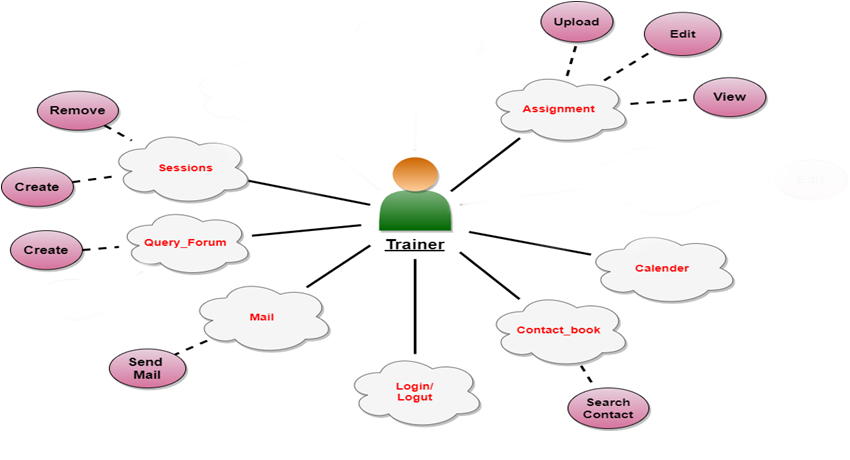 Upload
Edit
View
Assignment
Remove
Sessions
Create
Create
Query_Forum
Trainer
Calender
Mail
Contact_book
Send
Mail
Login/
Logut
Search
Contact